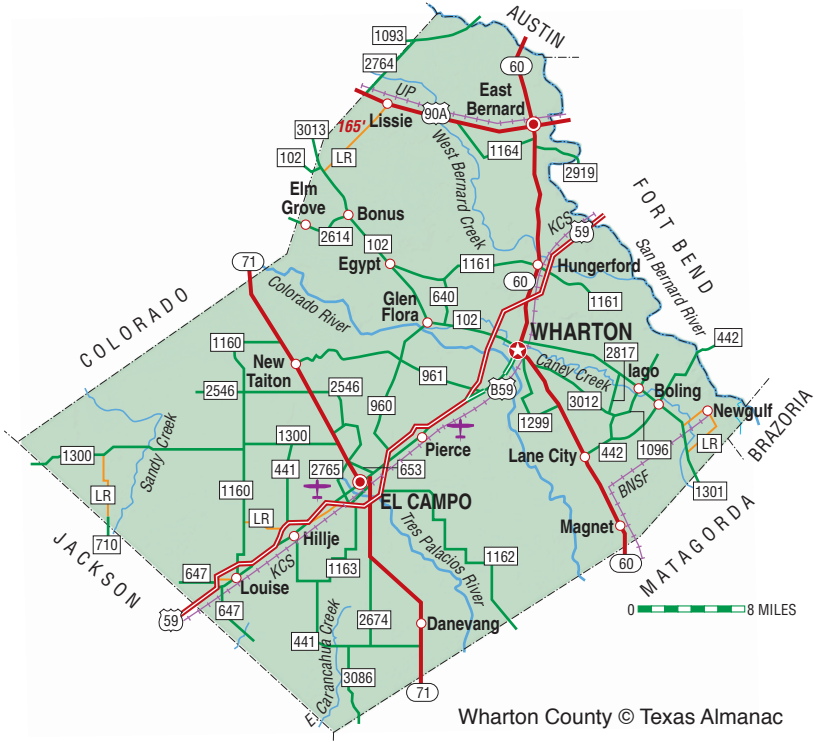 AUSTIN
1093
60
2764
UP
East
Bernard
90A
165'
Lissie
3013
LR
102
1164
2919
West Bernard Creek
Elm
Grove
Bonus
2614
102
FORT BEND
KCS
59
San Bernard River
71
Egypt
1161
Hungerford
60
640
1161
Colorado River
Glen
Flora
102
COLORADO
WHARTON
442
1160
2817
New
Taiton
Caney Creek
Iago
961
B59
Boling
2546
2546
3012
Newgulf
960
1299
BRAZORIA
Sandy Creek
1300
Pierce
442
1096
LR
1300
Lane City
441
2765
653
BNSF
1301
LR
1160
EL CAMPO
LR
Magnet
MATAGORDA
710
Hillje
Tres Palacios River
60
JACKSON
KCS
1163
1162
647
Louise
0
8 MILES
59
647
2674
Danevang
441
E. Carancahua Creek
3086
71
Wharton County © Texas Almanac